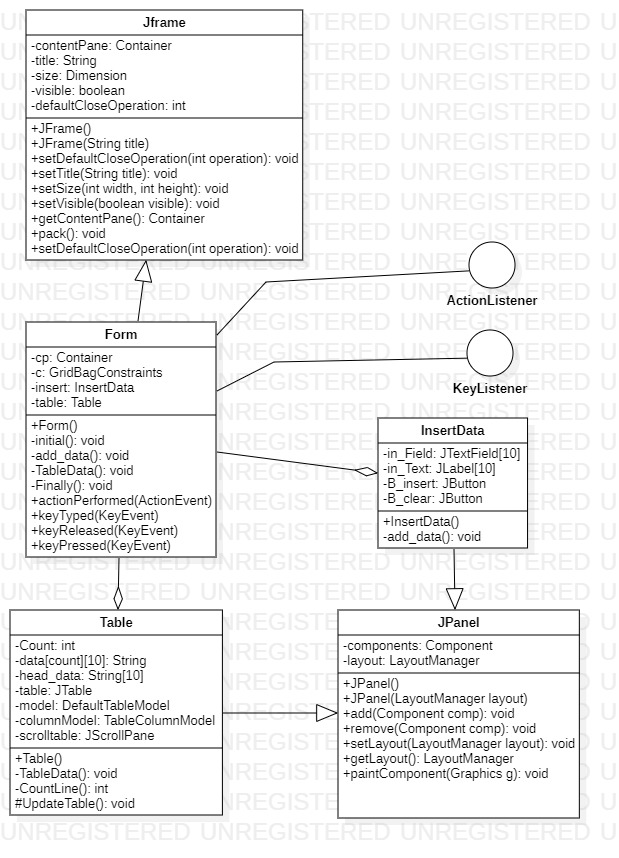 Jframe
-contentPane: Container
-title: String
-size: Dimension
-visible: boolean
-defaultCloseOperation: int
+JFrame()
+JFrame(String title)
+setDefaultCloseOperation(int operation): void
+setTitle(String title): void
+setSize(int width, int height): void
+setVisible(boolean visible): void
+getContentPane(): Container
+pack(): void
+setDefaultCloseOperation(int operation): void
ActionListener
KeyListener
Form
-cp: Container
-c: GridBagConstraints
-insert: InsertData
-table: Table
+Form()
-initial(): void
-add_data(): void
-TableData(): void
-Finally(): void
+actionPerformed(ActionEvent)
+keyTyped(KeyEvent)
+keyReleased(KeyEvent)
+keyPressed(KeyEvent)
InsertData
-in_Field: JTextField[10]
-in_Text: JLabel[10]
-B_insert: JButton
-B_clear: JButton
+InsertData()
-add_data(): void
Table
-Count: int
-data[count][10]: String
-head_data: String[10]
-table: JTable
-model: DefaultTableModel
-columnModel: TableColumnModel
-scrolltable: JScrollPane
+Table()
-TableData(): void
-CountLine(): int
#UpdateTable(): void
JPanel
-components: Component
-layout: LayoutManager
+JPanel()
+JPanel(LayoutManager layout)
+add(Component comp): void
+remove(Component comp): void
+setLayout(LayoutManager layout): void
+getLayout(): LayoutManager
+paintComponent(Graphics g): void
UNREGISTERED